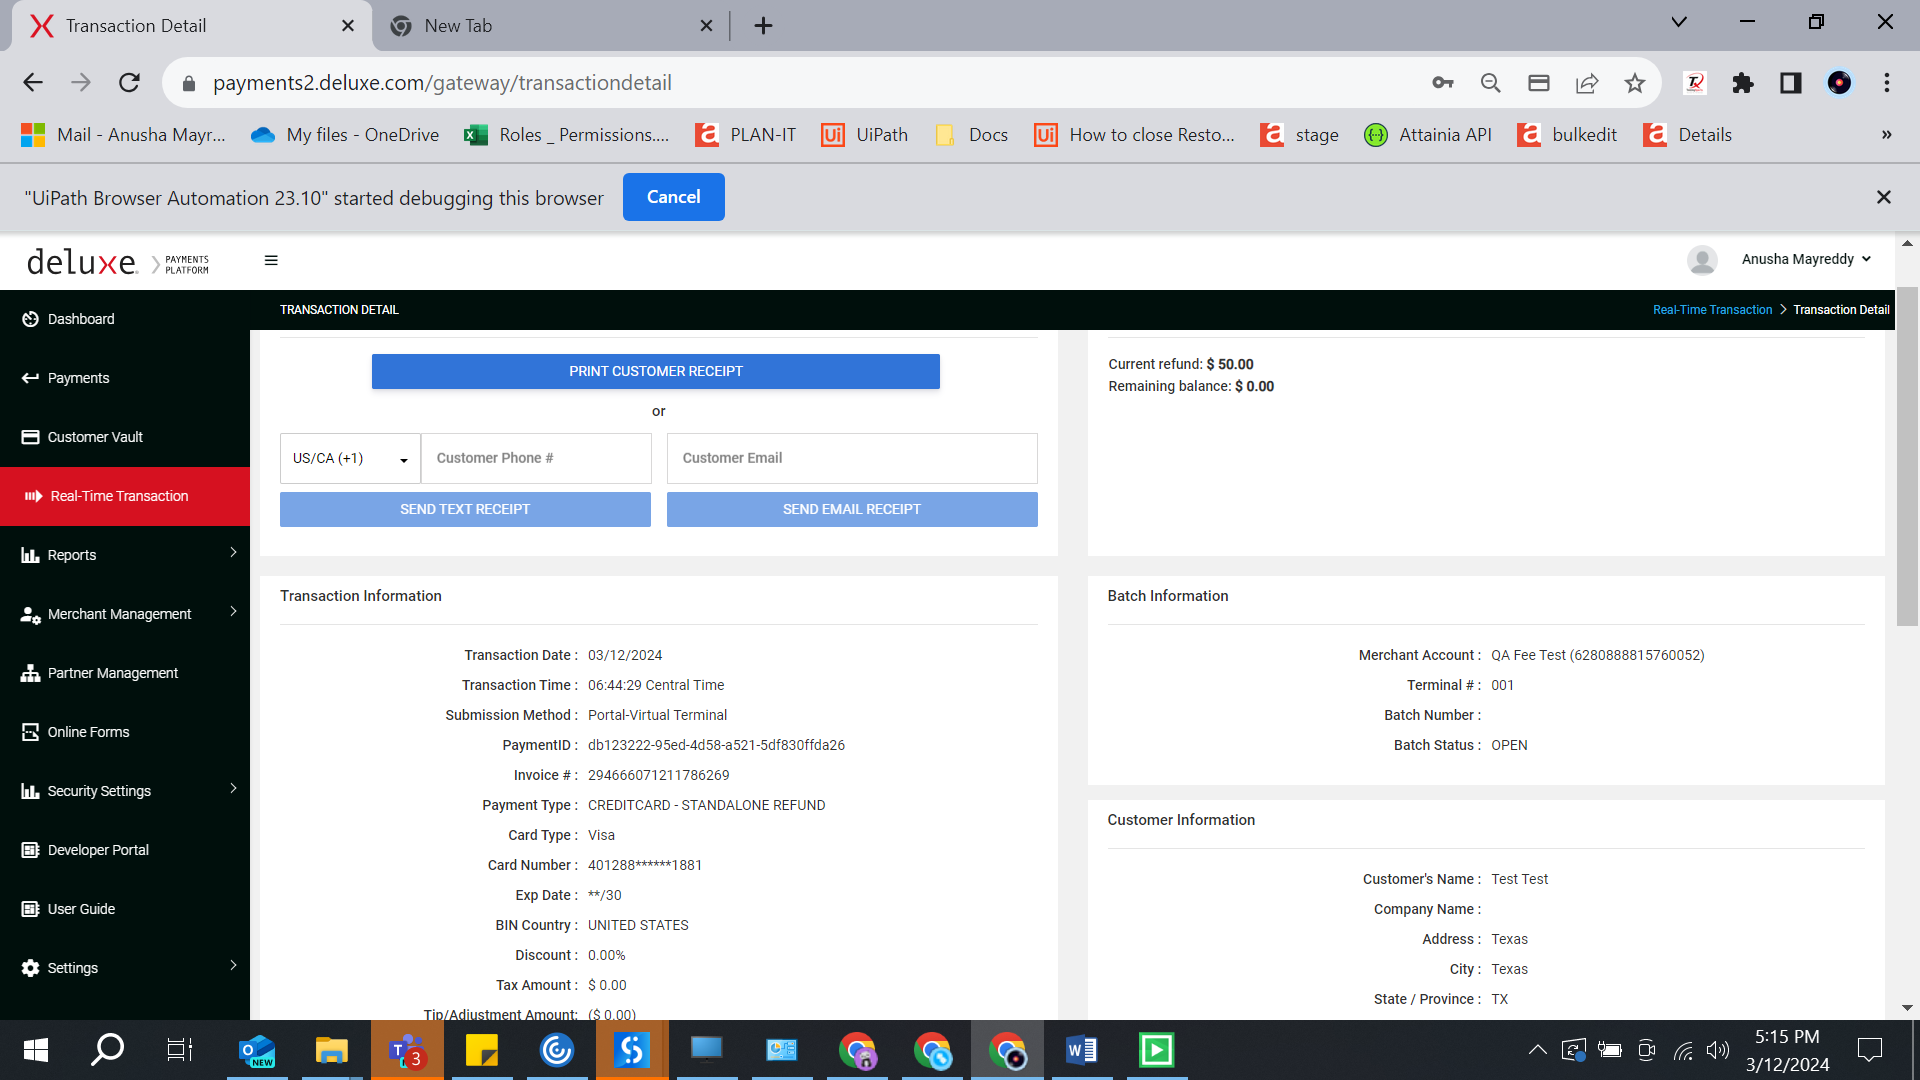 Transaction Detail
New Tab
payments2.deluxe.com/gateway/transactiondetail
Mail - Anusha Mayr...
My files - OneDrive
Roles _ Permissions....
PLAN-IT
UiPath
Docs
How to close Resto...
stage
Attainia API
bulkedit
Details
»
"UiPath Browser Automation 23.10" started debugging this browser
Cancel
deluxe.
PAYMENTS
PLATFORM
Anusha Mayreddy
Dashboard
Payments
Customer Vault
Real-Time Transaction
Reports
Merchant Management
Partner Management
Online Forms
Security Settings
Developer Portal
User Guide
Settings
TRANSACTION DETAIL
Real-Time Transaction > Transaction Detail
PRINT CUSTOMER RECEIPT
or
US/CA (+1)
Customer Phone #
Customer Email
SEND TEXT RECEIPT
SEND EMAIL RECEIPT
Current refund: $ 50.00
Remaining balance: $ 0.00
Transaction Information
Transaction Date : 03/12/2024
Transaction Time : 06:44:29 Central Time
Submission Method : Portal-Virtual Terminal
PaymentID : db123222-95ed-4d58-a521-5df830ffda26
Invoice # : 294666071211786269
Payment Type : CREDITCARD - STANDALONE REFUND
Card Type : Visa
Card Number : 401288******1881
Exp Date : **/30
BIN Country : UNITED STATES
Discount : 0.00%
Tax Amount : $ 0.00
Tip/Adjustment Amount: ($ 0.00)
Batch Information
Merchant Account : QA Fee Test (6280888815760052)
Terminal # : 001
Batch Number :
Batch Status : OPEN
Customer Information
Customer's Name : Test Test
Company Name :
Address : Texas
City : Texas
State / Province : TX
NEW
3
5:15 PM
3/12/2024